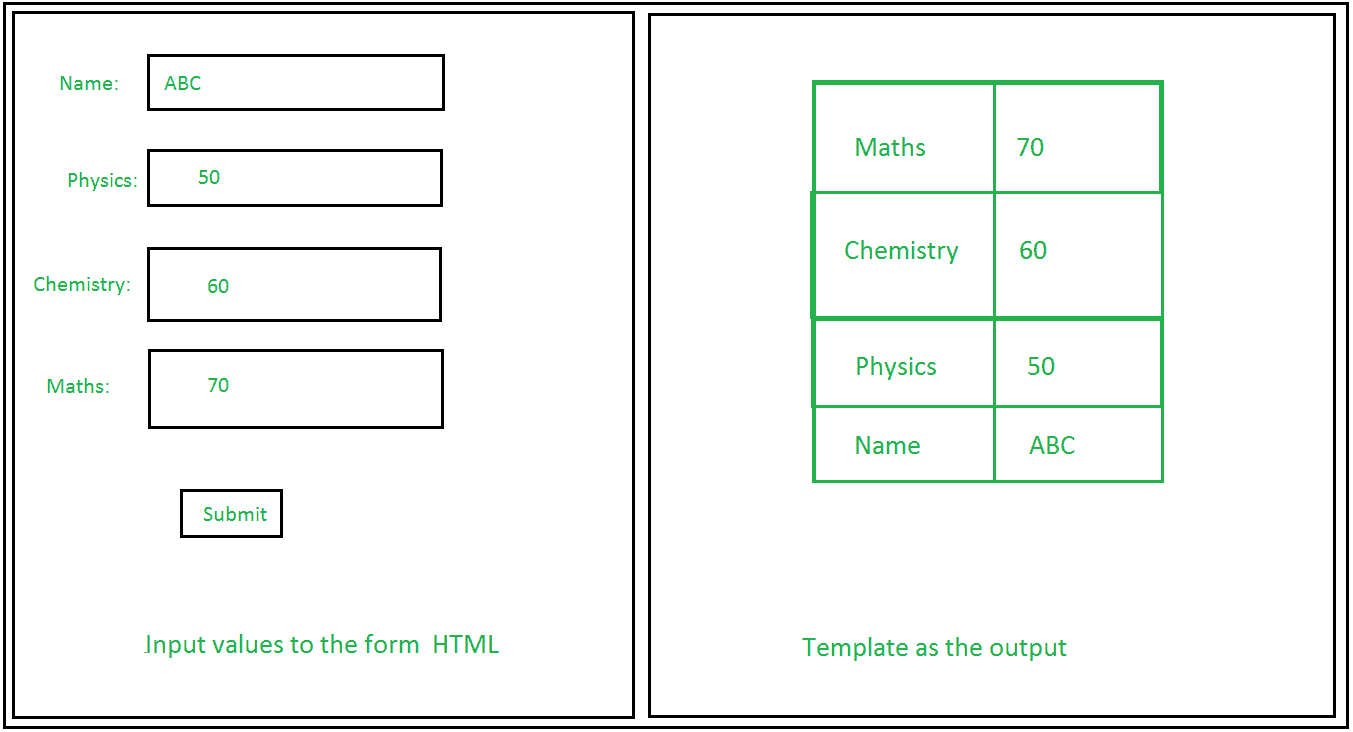 Name: ABC
Physics: 50
Chemistry: 60
Maths: 70
Submit
Input values to the form HTML
Maths 70
Chemistry 60
Physics 50
Name ABC
Template as the output